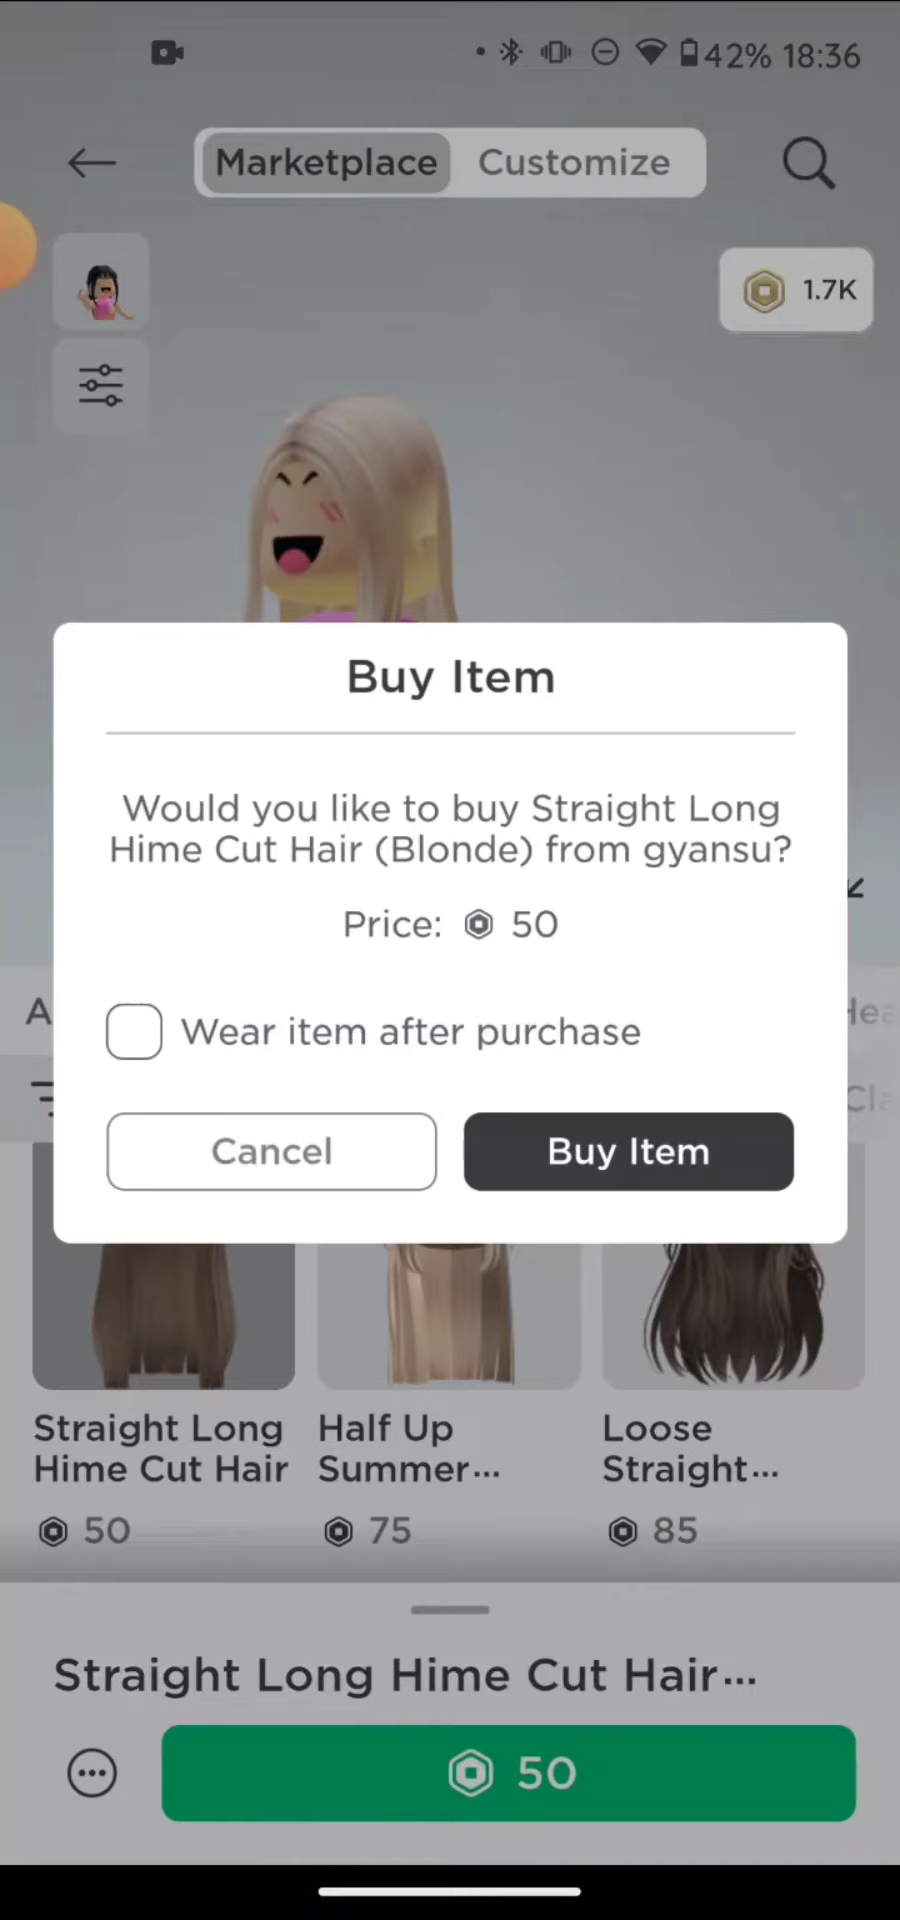 42% 18:36
Marketplace Customize
1.7K
Buy Item
Would you like to buy Straight Long
Hime Cut Hair (Blonde) from gyansu?
Price: 50
Wear item after purchase
Cancel Buy Item
Straight Long
Hime Cut Hair
50
Half Up
Summer...
75
Loose
Straight...
85
Straight Long Hime Cut Hair...
50